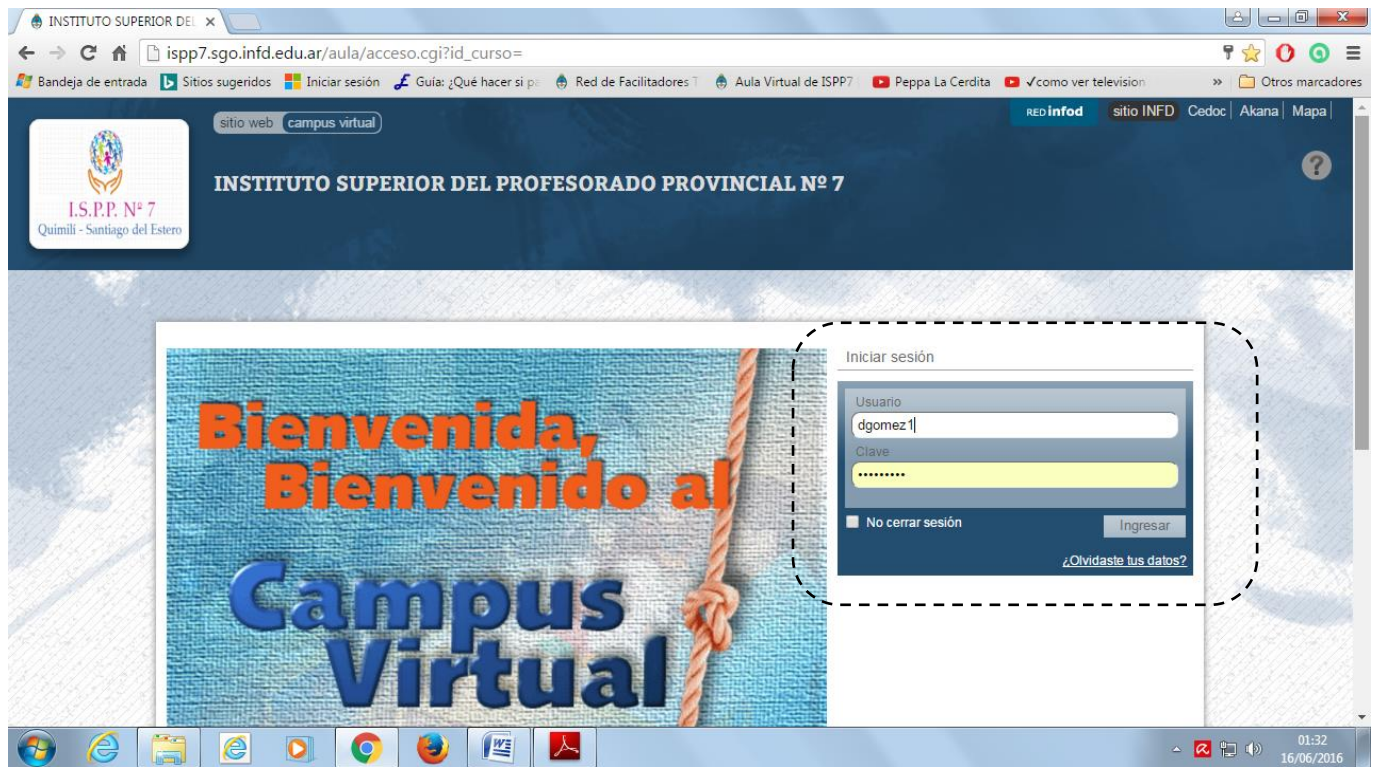 INSTITUTO SUPERIOR DEL
ispp7.sgo.infd.edu.ar/aula/acceso.cgi?id_curso=
Bandeja de entrada Sitios sugeridos Iniciar sesión Guía: ¿Qué hacer si pa Red de Facilitadores T Aula Virtual de ISPP7 Peppa La Cerdita ✓como ver television » Otros marcadores
sitio web campus virtual RED infod sitio INFD Cedoc | Akana | Mapa |
?
INSTITUTO SUPERIOR DEL PROFESORADO PROVINCIAL Nº 7
I.S.P.P. Nº 7
Quimilí - Santiago del Estero
Iniciar sesión
Usuario
dgomez1
Clave
•••••••••
No cerrar sesión Ingresar
¿Olvidaste tus datos?
Bienvenida,
Bienvenido al
Campus
Virtual
01:32
16/06/2016